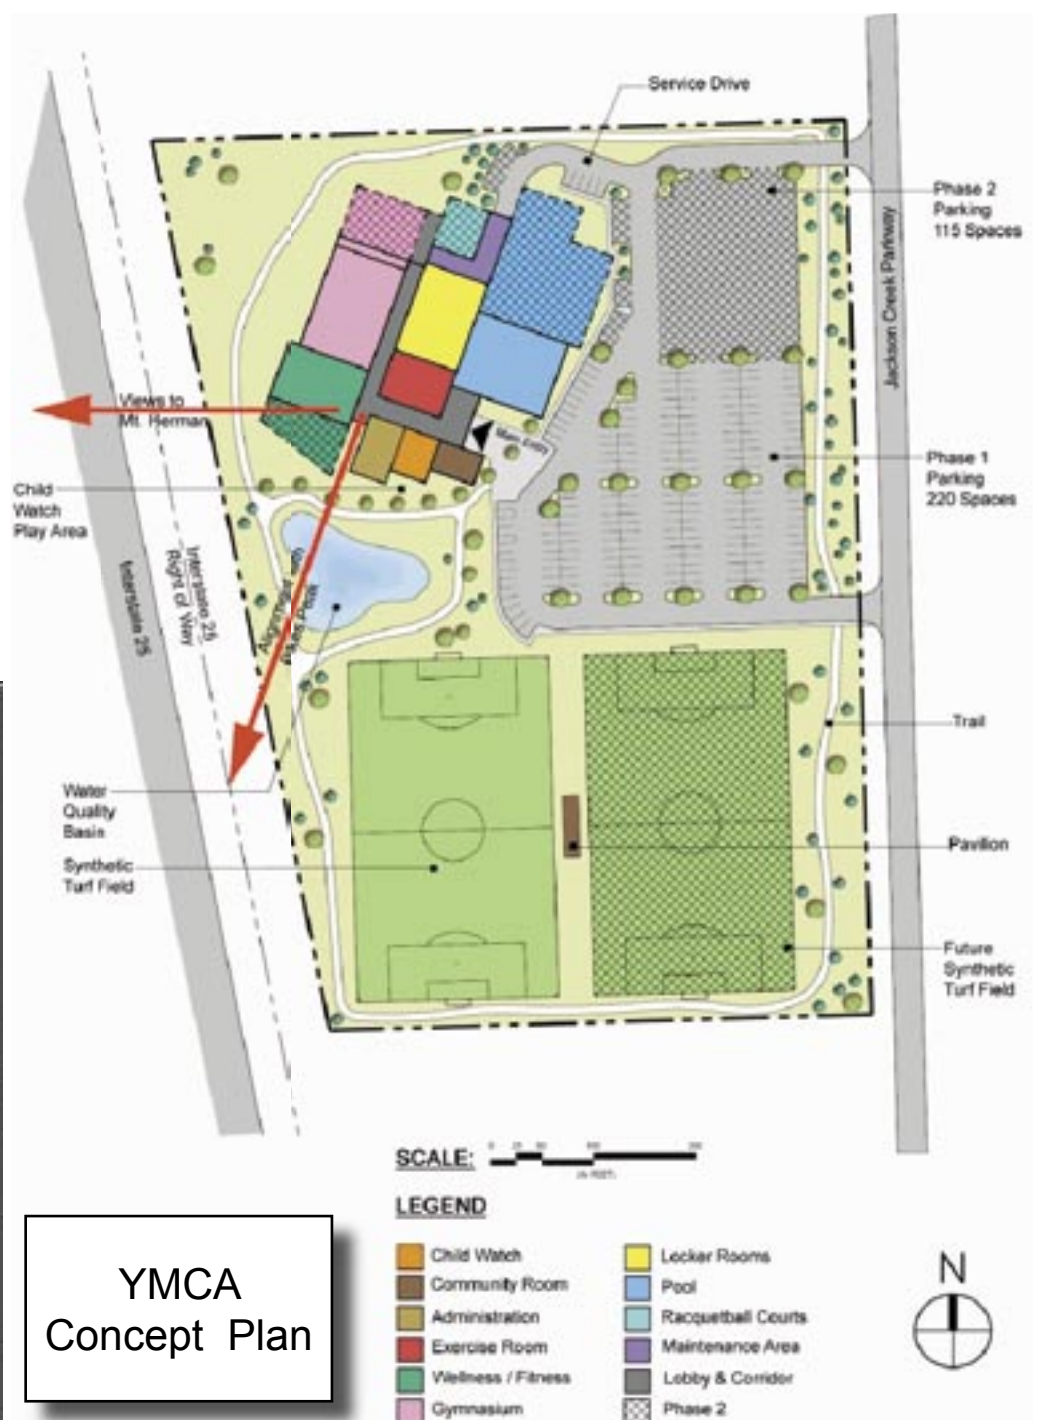 Service Drive
Phase 2
Parking
115 Spaces
Jackson Creek Parkway
Views to
Mt. Herman
Main Entry
Phase 1
Parking
220 Spaces
Child
Watch
Play Area
Interstate 25
Interstate 25
Right of Way
Trail
Water
Quality
Basin
Pavilion
Synthetic
Turf Field
Future
Synthetic
Turf Field
SCALE:
LEGEND
Child Watch
Community Room
Administration
Exercise Room
Wellness / Fitness
Gymnasium
Locker Rooms
Pool
Racquetball Courts
Maintenance Area
Lobby & Corridor
Phase 2
N
YMCA
Concept Plan